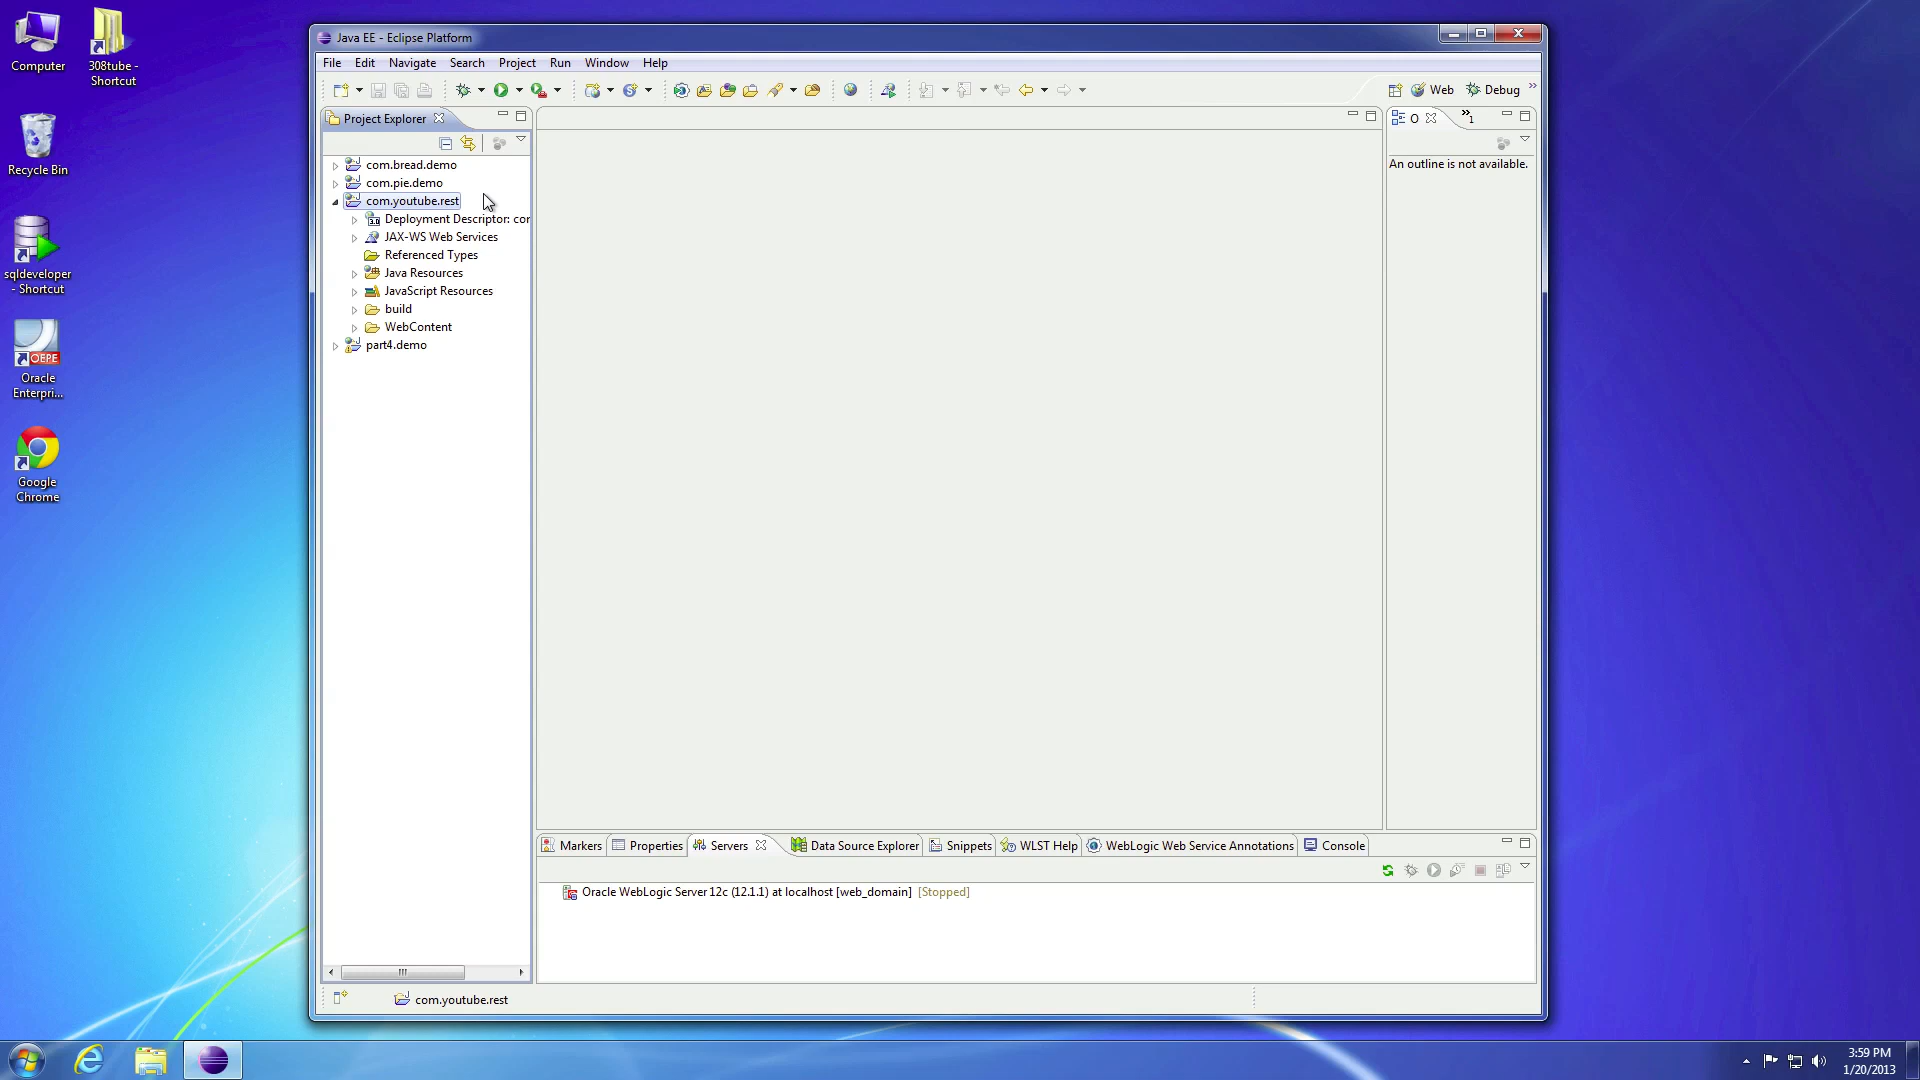 Computer
308tube -
Shortcut
Recycle Bin
sqldeveloper
- Shortcut
OEPE
Oracle
Enterpri...
Google
Chrome
Java EE - Eclipse Platform
File Edit Navigate Search Project Run Window Help
Web Debug
Project Explorer
com.bread.demo
com.pie.demo
com.youtube.rest
Deployment Descriptor: cor
3.0
JAX-WS Web Services
Referenced Types
Java Resources
JavaScript Resources
build
WebContent
part4.demo
O
1
An outline is not available.
Markers Properties Servers Data Source Explorer Snippets WLST Help WebLogic Web Service Annotations Console
Oracle WebLogic Server 12c (12.1.1) at localhost [web_domain] [Stopped]
com.youtube.rest
3:59 PM
1/20/2013